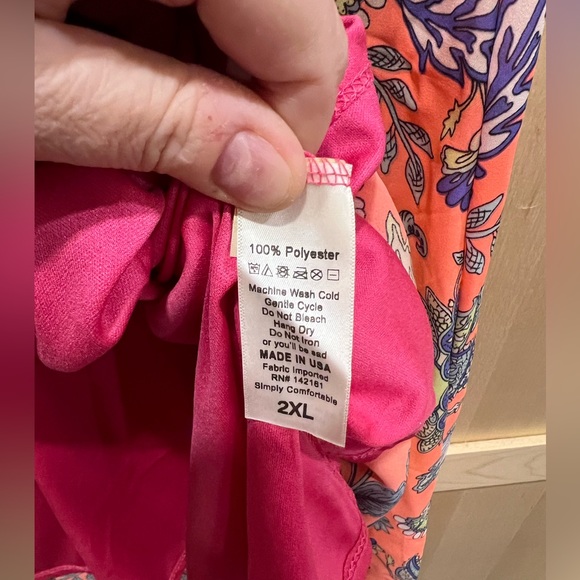 100% Polyester
Machine Wash Cold
Gentle Cycle
Do Not Bleach
Hang Dry
Do Not Iron
or you'll be sad
MADE IN USA
Fabric Imported
RN# 142161
Simply Comfortable
2XL